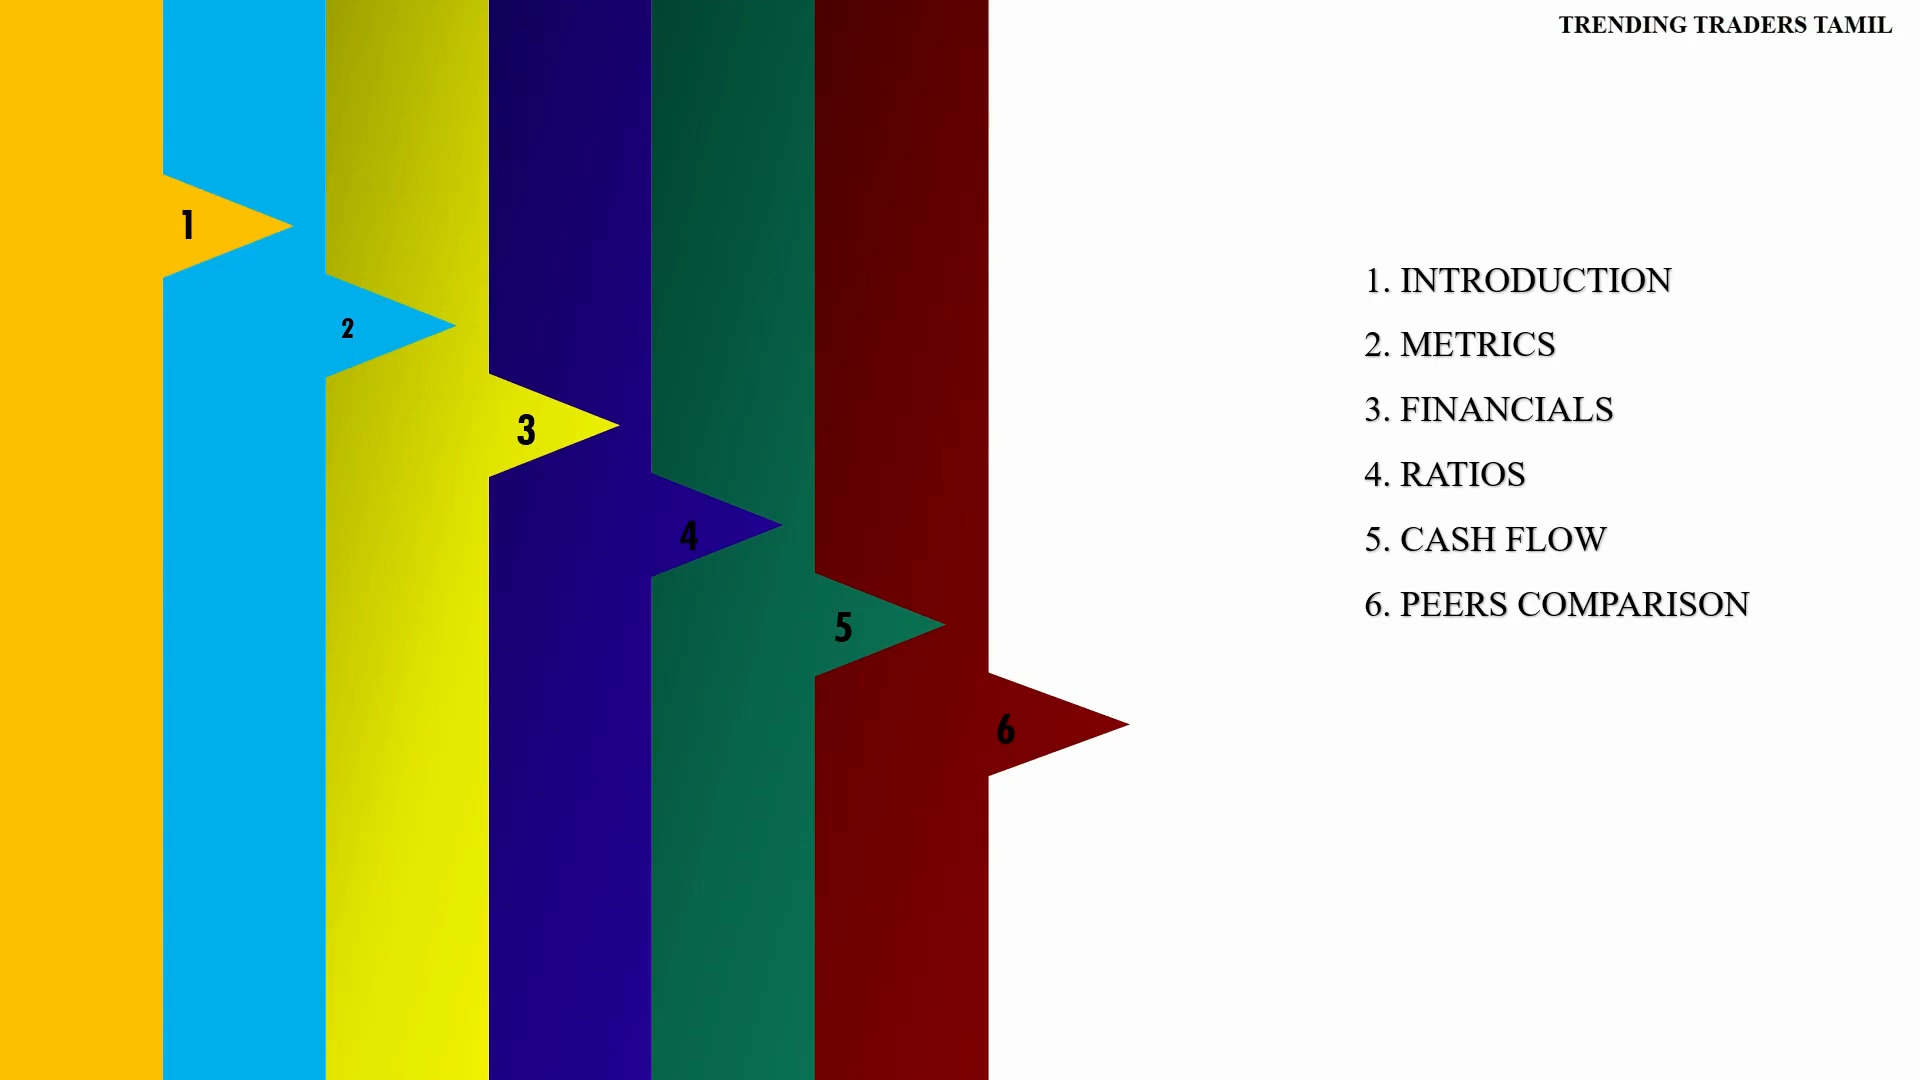 TRENDING TRADERS TAMIL
1
2
3
4
5
6
1. INTRODUCTION
2. METRICS
3. FINANCIALS
4. RATIOS
5. CASH FLOW
6. PEERS COMPARISON